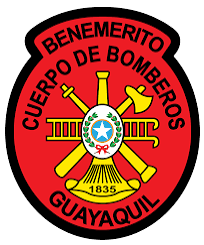 BENEMERITO
CUERPO DE BOMBEROS
1835
GUAYAQUIL